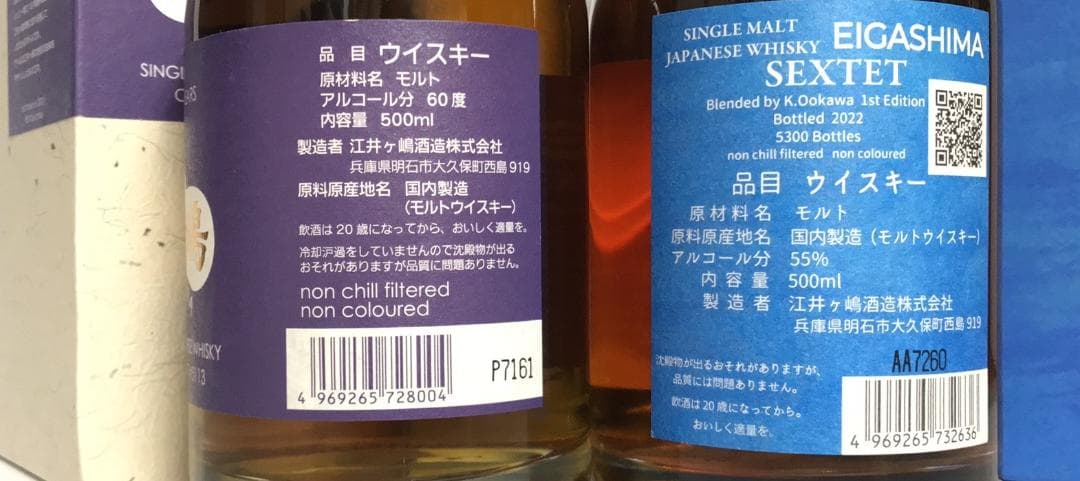 SINGL
品 目 ウイスキー
原材料名 モルト
アルコール分 60度
内容量 500ml
製造者 江井ヶ嶋酒造株式会社
兵庫県明石市大久保町西島919
原料原産地名 国内製造
(モルトウイスキー)
飲酒は20歳になってから、おいしく適量を。
冷却沪過をしていませんので沈殿物が出る
おそれがありますが品質に問題ありません。
non chill filtered
non coloured
P7161
4 969265 728004
WHISKY
SINGLE MALT
JAPANESE WHISKY EIGASHIMA
SEXTET
Blended by K.Ookawa 1st Edition
Bottled 2022
5300 Bottles
non chill filtered non coloured
品目 ウイスキー
原材料名 モルト
原料原産地名 国内製造(モルトウイスキー)
アルコール分 55%
内容量 500ml
製造者 江井ヶ嶋酒造株式会社
兵庫県明石市大久保町西島919
沈殿物が出るおそれがありますが、
品質には問題ありません。
飲酒は20歳になってから。
おいしく適量を。
AA7260
4 969265 732636